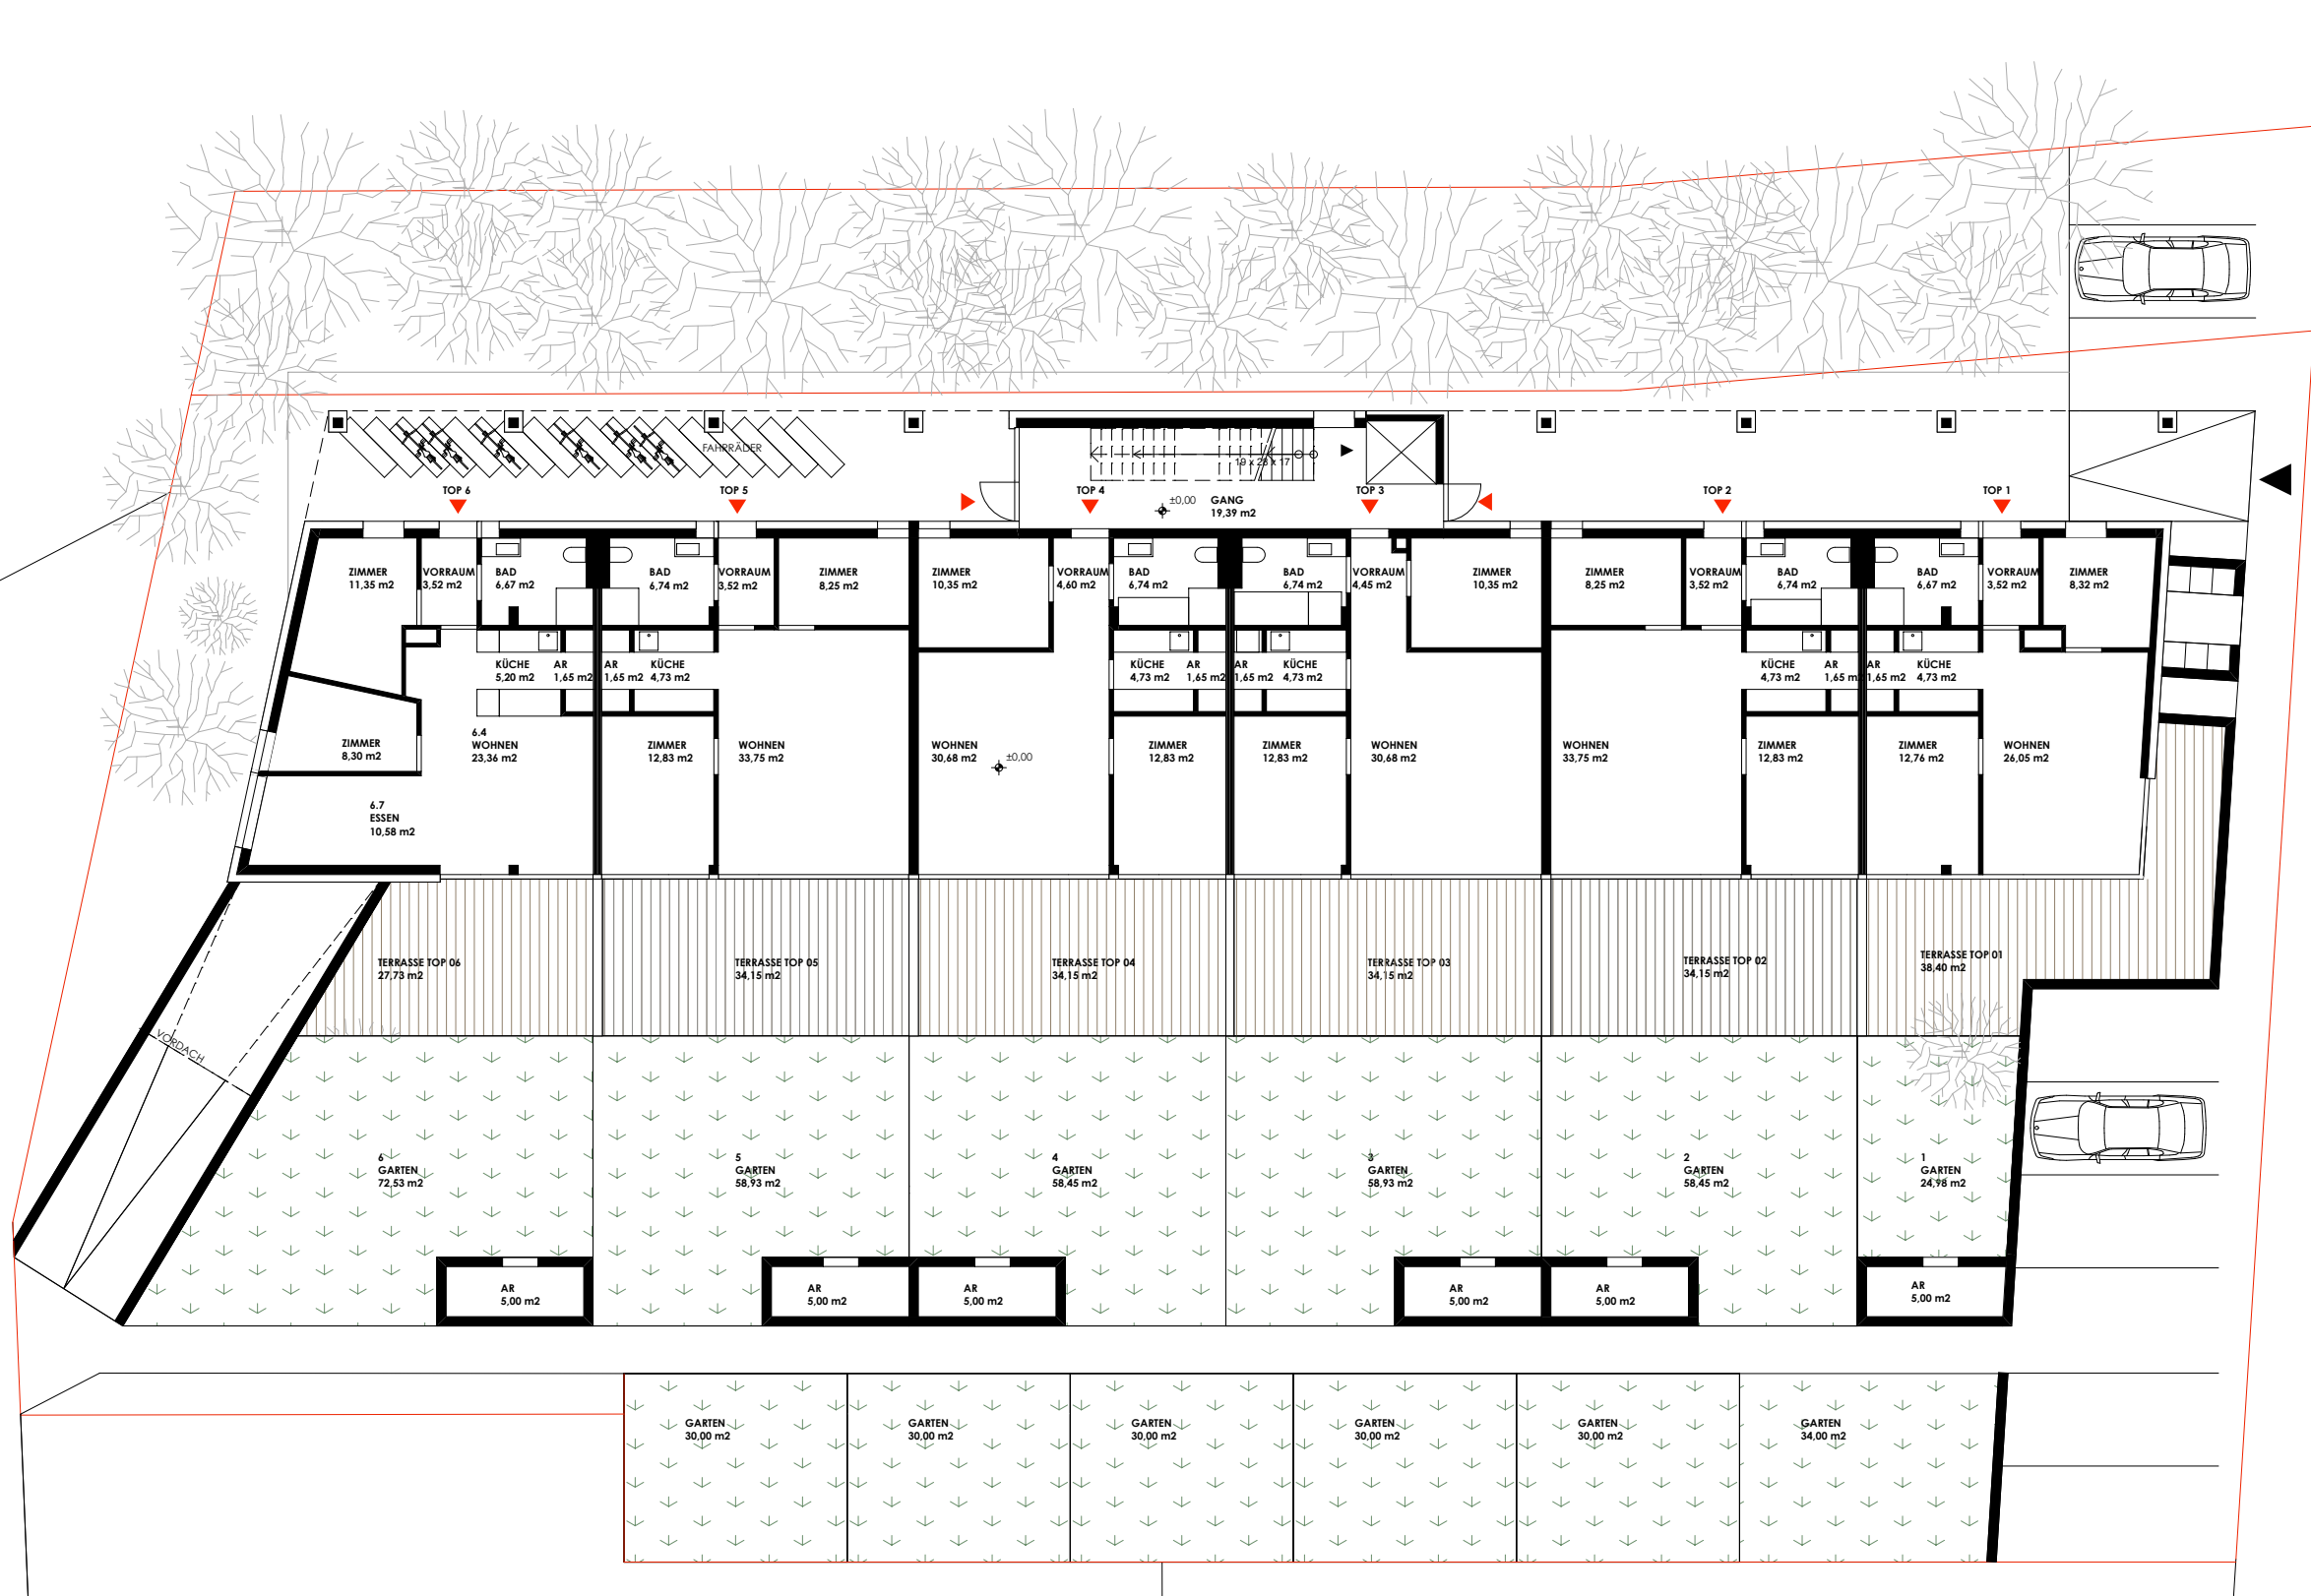 FAHRRÄDER
19 x 28 x 17
TOP 6
TOP 5
TOP 4
±0,00
GANG
19,39 m2
TOP 3
TOP 2
TOP 1
ZIMMER
11,35 m2
VORRAUM
3,52 m2
BAD
6,67 m2
BAD
6,74 m2
VORRAUM
3,52 m2
ZIMMER
8,25 m2
ZIMMER
10,35 m2
VORRAUM
4,60 m2
BAD
6,74 m2
BAD
6,74 m2
VORRAUM
4,45 m2
ZIMMER
10,35 m2
ZIMMER
8,25 m2
VORRAUM
3,52 m2
BAD
6,74 m2
BAD
6,67 m2
VORRAUM
3,52 m2
ZIMMER
8,32 m2
KÜCHE
5,20 m2
AR
1,65 m2
AR
1,65 m2
KÜCHE
4,73 m2
KÜCHE
4,73 m2
AR
1,65 m2
AR
1,65 m2
KÜCHE
4,73 m2
KÜCHE
4,73 m2
AR
1,65 m2
AR
1,65 m2
KÜCHE
4,73 m2
ZIMMER
8,30 m2
6.4
WOHNEN
23,36 m2
ZIMMER
12,83 m2
WOHNEN
33,75 m2
WOHNEN
30,68 m2
±0,00
ZIMMER
12,83 m2
ZIMMER
12,83 m2
WOHNEN
30,68 m2
WOHNEN
33,75 m2
ZIMMER
12,83 m2
ZIMMER
12,76 m2
WOHNEN
26,05 m2
6.7
ESSEN
10,58 m2
TERRASSE TOP 06
27,73 m2
TERRASSE TOP 05
34,15 m2
TERRASSE TOP 04
34,15 m2
TERRASSE TOP 03
34,15 m2
TERRASSE TOP 02
34,15 m2
TERRASSE TOP 01
38,40 m2
VORDACH
6
GARTEN
72,53 m2
5
GARTEN
58,93 m2
4
GARTEN
58,45 m2
3
GARTEN
58,93 m2
2
GARTEN
58,45 m2
1
GARTEN
24,98 m2
AR
5,00 m2
AR
5,00 m2
AR
5,00 m2
AR
5,00 m2
AR
5,00 m2
AR
5,00 m2
GARTEN
30,00 m2
GARTEN
30,00 m2
GARTEN
30,00 m2
GARTEN
30,00 m2
GARTEN
30,00 m2
GARTEN
34,00 m2